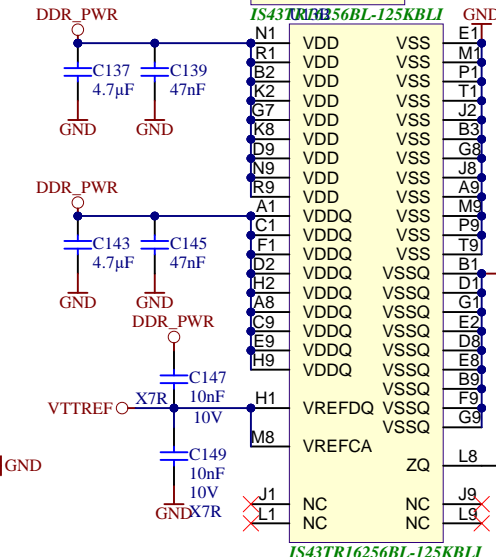 DDR_PWR
IS43TR16256BL-125KBLI
GND
C137
4.7µF
C139
47nF
GND
GND
DDR_PWR
C143
4.7µF
C145
47nF
GND
GND
DDR_PWR
C147
X7R
10nF
10V
VTTREF
C149
10nF
10V
X7R
GND
GND
N1 VDD VSS E1
R1 VDD VSS M1
B2 VDD VSS P1
K2 VDD VSS T1
G7 VDD VSS J2
K8 VDD VSS B3
D9 VDD VSS G8
N9 VDD VSS J8
R9 VDD VSS A9
A1 VDDQ VSS M9
C1 VDDQ VSS P9
F1 VDDQ VSS T9
D2 VDDQ VSSQ B1
H2 VDDQ VSSQ D1
A8 VDDQ VSSQ G1
C9 VDDQ VSSQ E2
E9 VDDQ VSSQ D8
H9 VDDQ VSSQ E8
VSSQ B9
H1 VREFDQ VSSQ F9
VSSQ G9
M8 VREFCA
ZQ L8
J1 NC NC J9
L1 NC NC L9
IS43TR16256BL-125KBLI